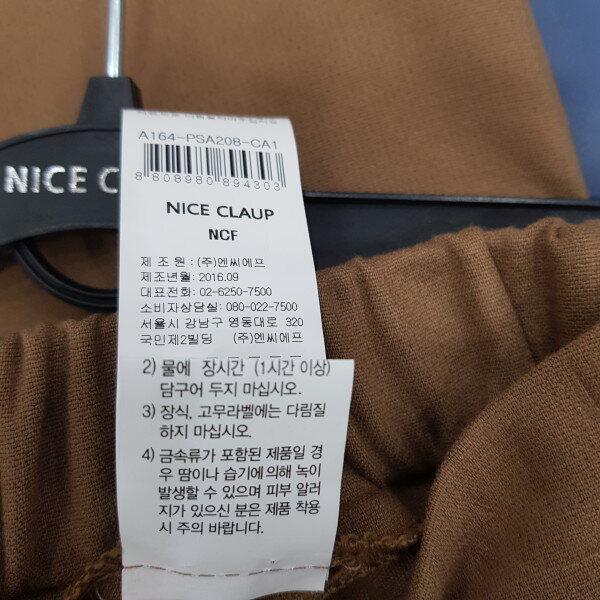 NICE C
A164-PSA208-CA1
8 808980 894303
NICE CLAUP
NCF
제 조 원 : (주)엔씨에프
제조년월: 2016.09
대표전화: 02-6250-7500
소비자상담실: 080-022-7500
서울시 강남구 영동대로 320
국민제2빌딩 (주)엔씨에프
2) 물에 장시간 (1시간 이상)
담구어 두지 마십시오.
3) 장식, 고무라벨에는 다림질
하지 마십시오.
4) 금속류가 포함된 제품일 경
우 땀이나 습기에 의해 녹이
발생할 수 있으며 피부 알러
지가 있으신 분은 제품 착용
시 주의 바랍니다.